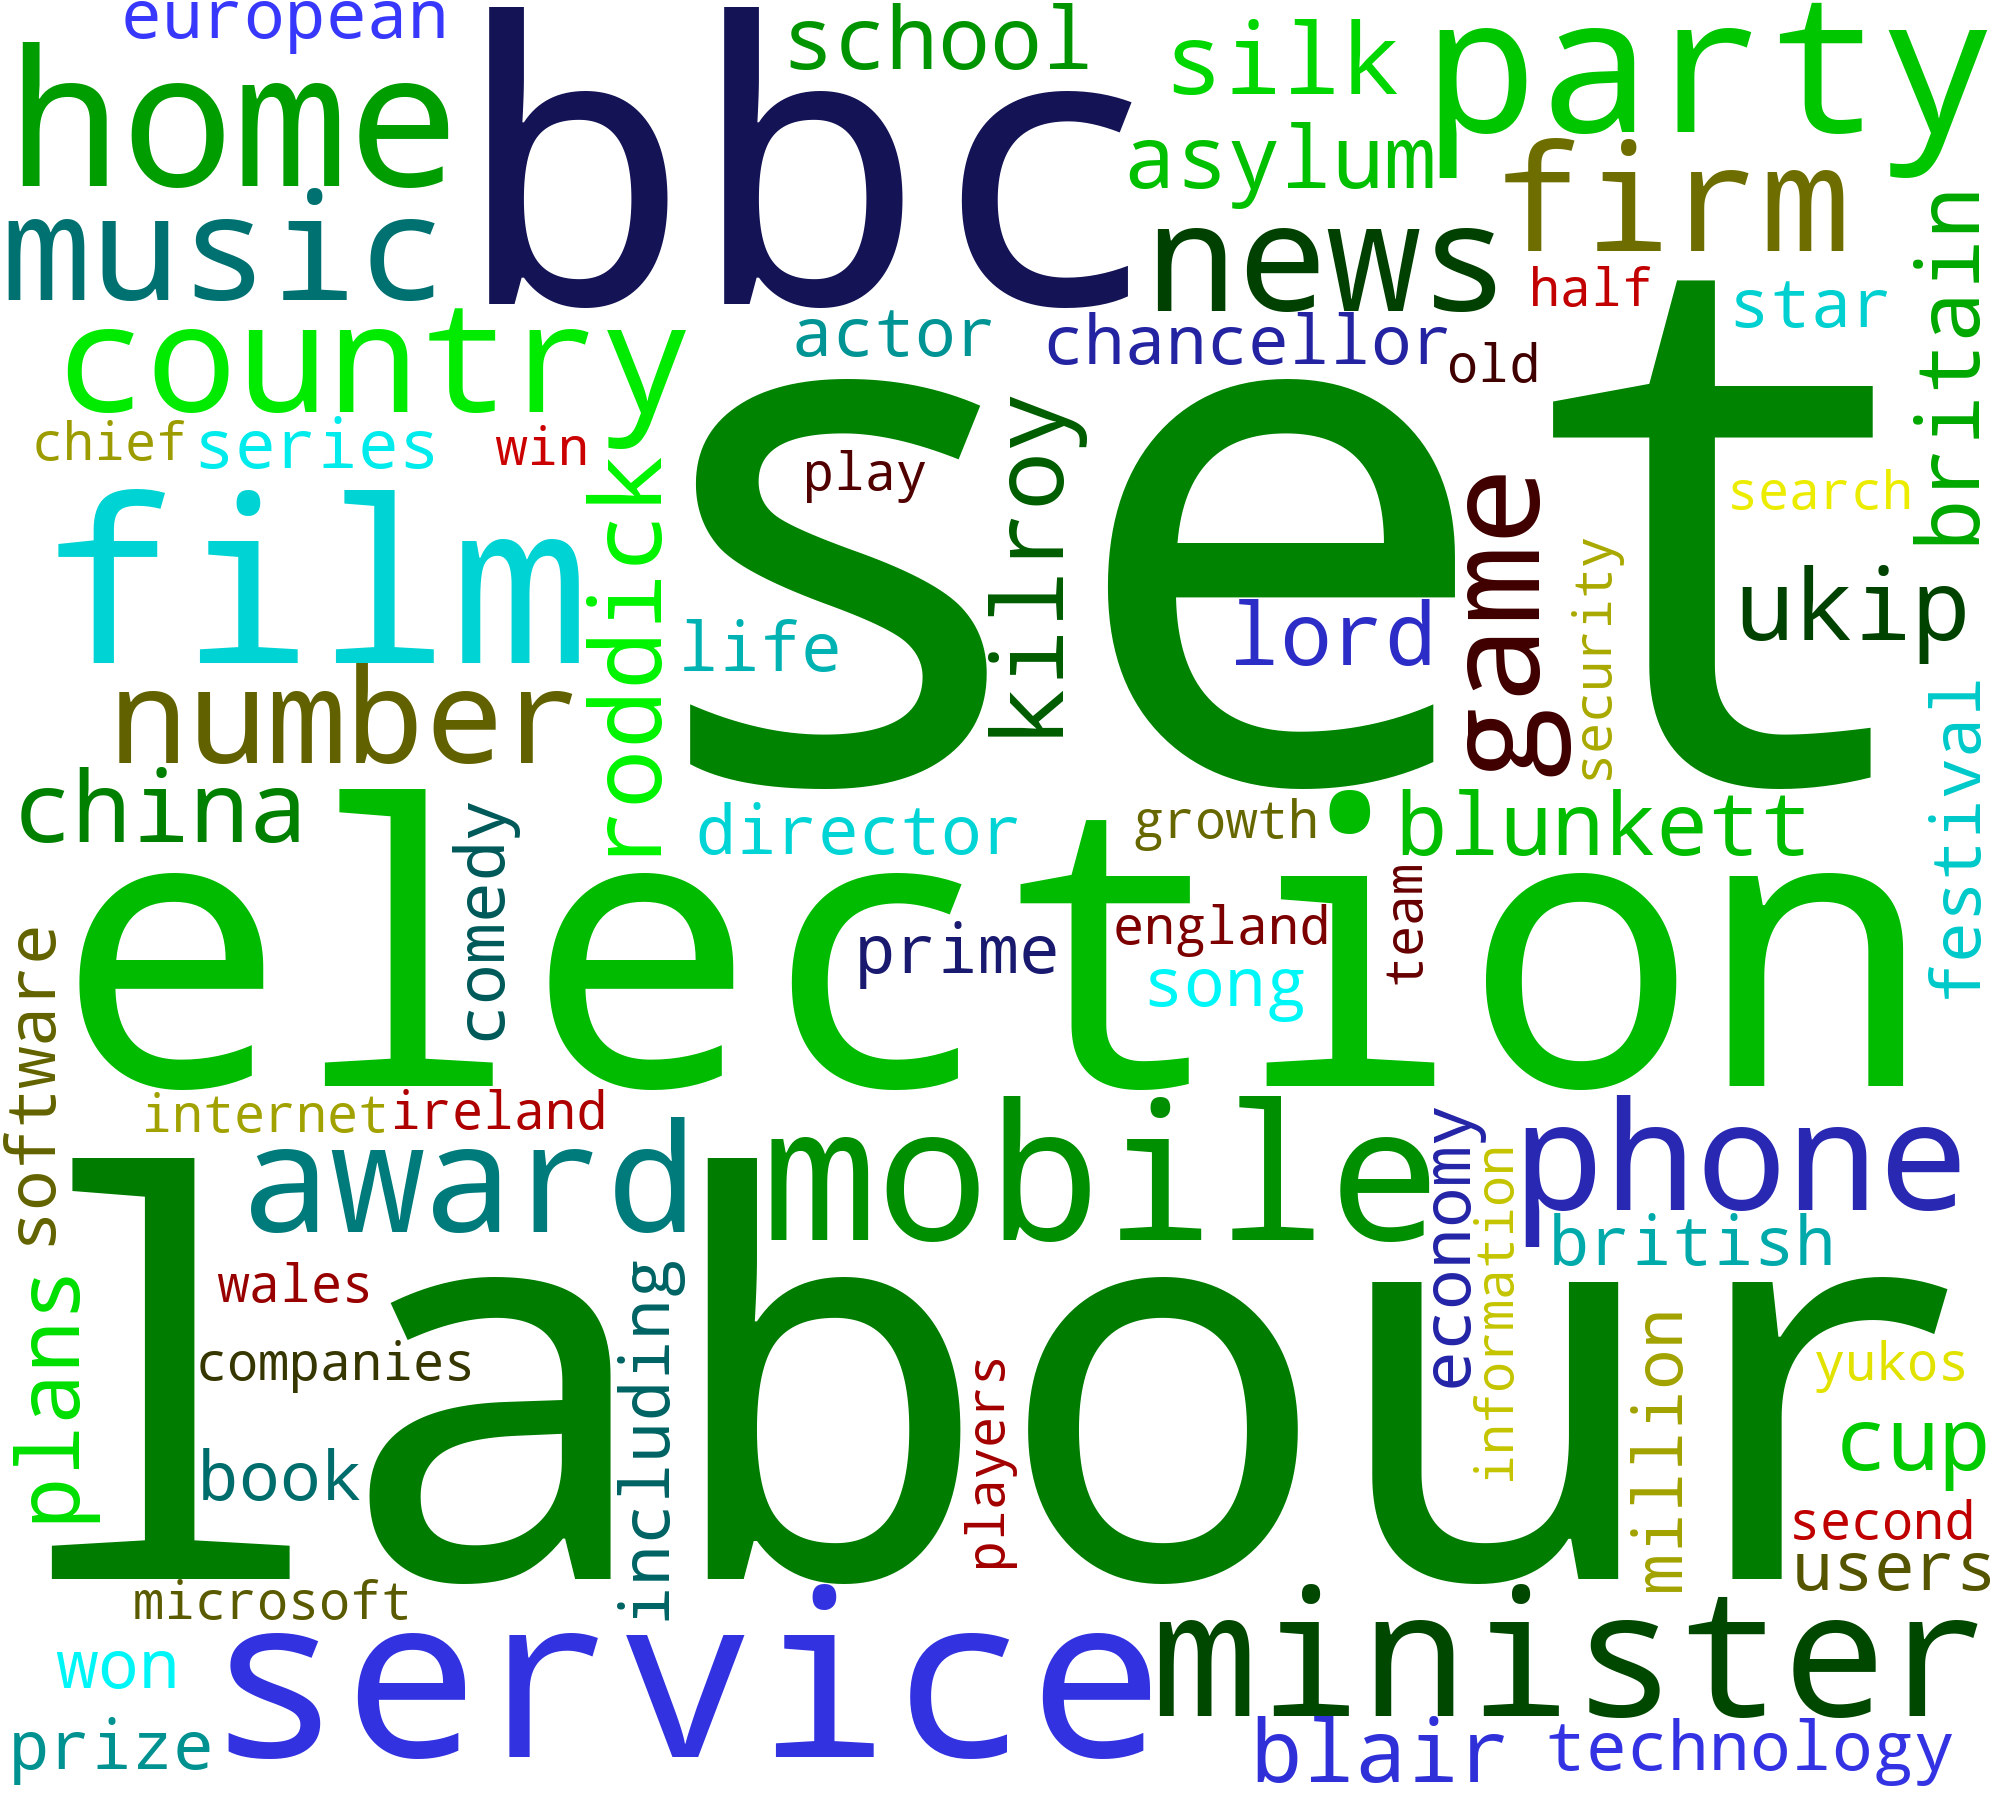 european
home
bbc
school
silk
party
asylum
firm
music
news
half
star
britain
country
actor
chancellor
old
chief
series
win
set
play
kilroy
game
search
film
roddick
life
lord
security
ukip
number
festival
china
comedy
director
growth
blunkett
election
prime
england
song
team
software
internet
ireland
award
mobile
economy
phone
information
british
plans
wales
labour
companies
including
players
million
yukos
book
cup
second
users
microsoft
won
service
minister
prize
blair
technology